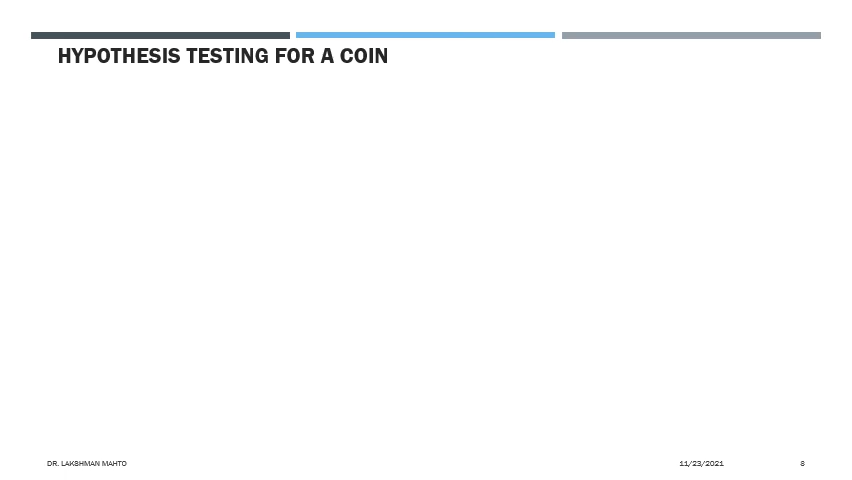 HYPOTHESIS TESTING FOR A COIN
DR. LAKSHMAN MAHTO
11/23/2021
8